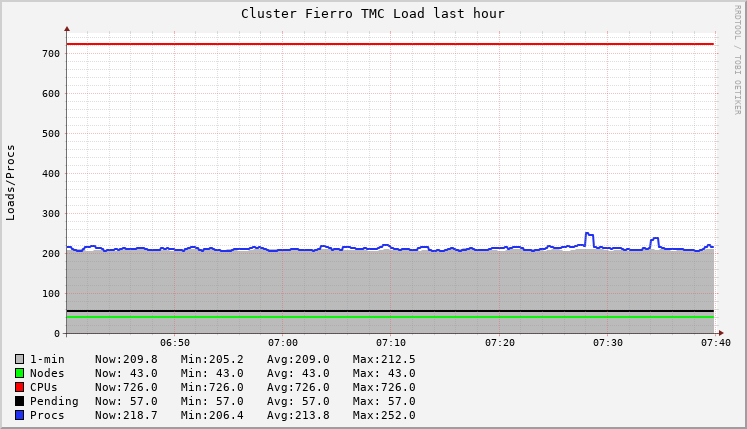 Cluster Fierro TMC Load last hour
RRDTOOL / TOBI OETIKER
Loads/Procs
700
600
500
400
300
200
100
0
06:50 07:00 07:10 07:20 07:30 07:40
1-min Now:209.8 Min:205.2 Avg:209.0 Max:212.5
Nodes Now: 43.0 Min: 43.0 Avg: 43.0 Max: 43.0
CPUs Now:726.0 Min:726.0 Avg:726.0 Max:726.0
Pending Now: 57.0 Min: 57.0 Avg: 57.0 Max: 57.0
Procs Now:218.7 Min:206.4 Avg:213.8 Max:252.0